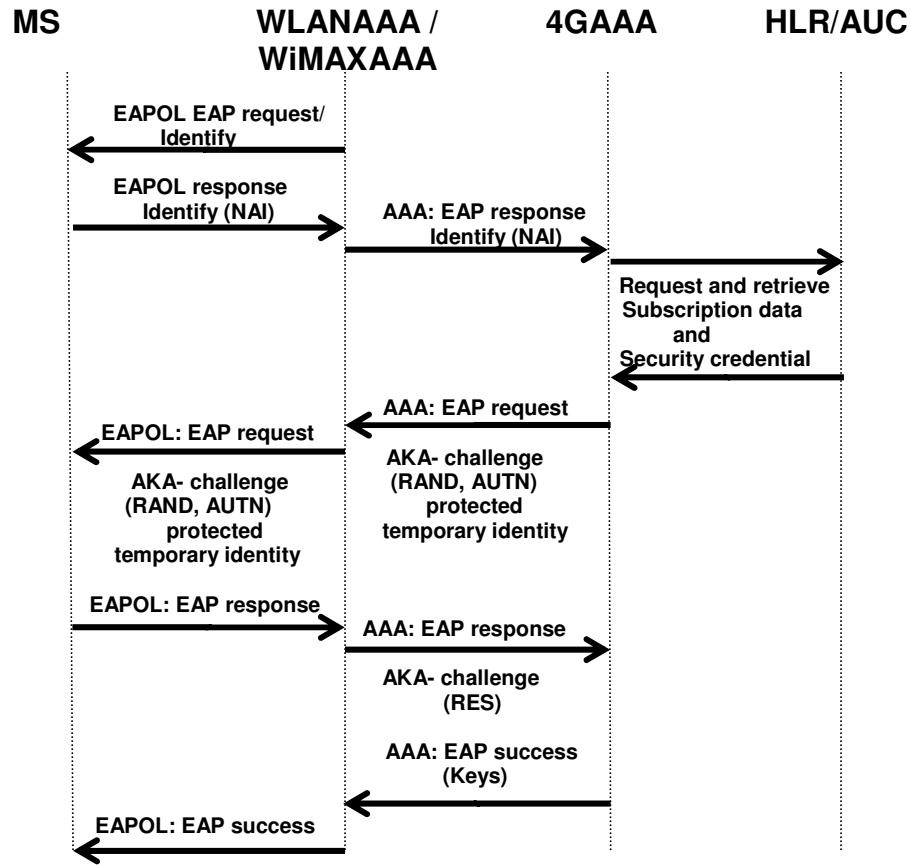 MS
WLANAAA /
WiMAXAAA
4GAAA
HLR/AUC
EAPOL EAP request/
Identify
EAPOL response
Identify (NAI)
AAA: EAP response
Identify (NAI)
Request and retrieve
Subscription data
and
Security credential
AAA: EAP request
EAPOL: EAP request
AKA- challenge
(RAND, AUTN)
protected
temporary identity
AKA- challenge
(RAND, AUTN)
protected
temporary identity
EAPOL: EAP response
AAA: EAP response
AKA- challenge
(RES)
AAA: EAP success
(Keys)
EAPOL: EAP success